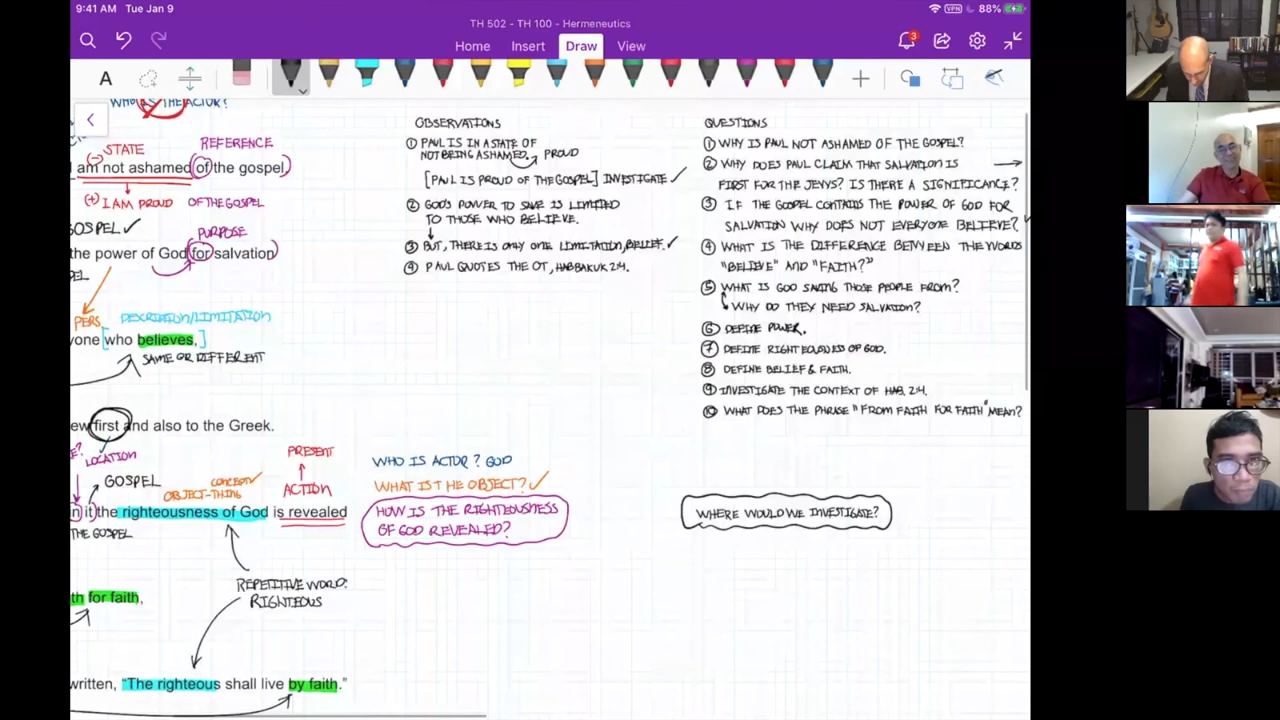 9:41 AM Tue Jan 9
VPN 88%
TH 502 - TH 100 - Hermeneutics
Home Insert Draw View
3
A
WHO IS THE ACTOR?
(-) STATE
REFERENCE
I am not ashamed of the gospel,
(+) I AM PROUD OF THE GOSPEL
GOSPEL ✓
PURPOSE
the power of God for salvation
PERS
DESCRIPTION/LIMITATION
yone [who believes,]
SAME OR DIFFERENT
ew first and also to the Greek.
E?
LOCATION
GOSPEL
CONCEPT ✓
OBJECT-THING
PRESENT
ACTION
in it the righteousness of God is revealed
THE GOSPEL
REPETITIVE WORD:
RIGHTEOUS
th for faith,
written, “The righteous shall live by faith.”
WHO IS ACTOR? GOD
WHAT IS THE OBJECT? ✓
HOW IS THE RIGHTEOUSNESS
OF GOD REVEALED?
OBSERVATIONS
① PAUL IS IN A STATE OF
NOT BEING ASHAMED. PROUD
[PAUL IS PROUD OF THE GOSPEL] INVESTIGATE ✓
② GOD'S POWER TO SAVE IS LIMITED
TO THOSE WHO BELIEVE.
③ BUT, THERE IS ONLY ONE LIMITATION, BELIEF. ✓
④ PAUL QUOTES THE OT, HABBAKUK 2:4.
QUESTIONS
① WHY IS PAUL NOT ASHAMED OF THE GOSPEL?
② WHY DOES PAUL CLAIM THAT SALVATION IS
FIRST FOR THE JEWS? IS THERE A SIGNIFICANCE?
③ IF THE GOSPEL CONTAINS THE POWER OF GOD FOR
SALVATION WHY DOES NOT EVERYONE BELIEVE?
④ WHAT IS THE DIFFERENCE BETWEEN THE WORDS
"BELIEVE" AND "FAITH?"
⑤ WHAT IS GOD SAVING THOSE PEOPLE FROM?
WHY DO THEY NEED SALVATION?
⑥ DEFINE POWER.
⑦ DEFINE RIGHTEOUSNESS OF GOD.
⑧ DEFINE BELIEF & FAITH.
⑨ INVESTIGATE THE CONTEXT OF HAB. 2:4.
⑩ WHAT DOES THE PHRASE "FROM FAITH FOR FAITH" MEAN?
WHERE WOULD WE INVESTIGATE?